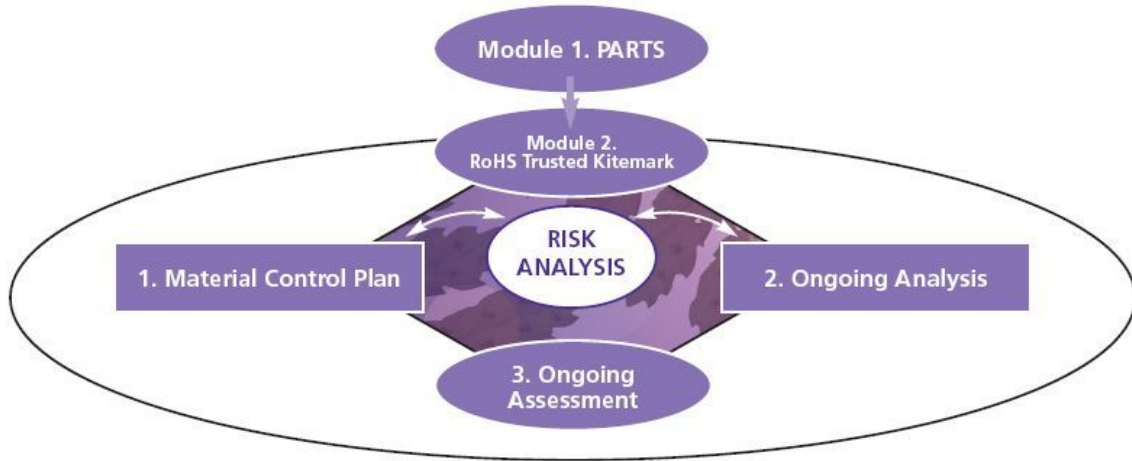 Module 1. PARTS
Module 2.
RoHS Trusted Kitemark
RISK
ANALYSIS
1. Material Control Plan
2. Ongoing Analysis
3. Ongoing
Assessment